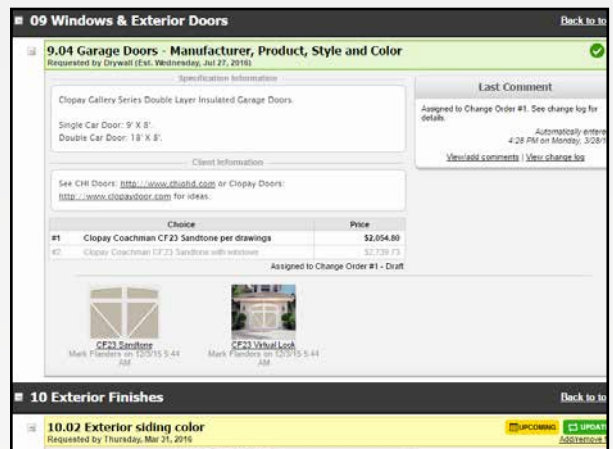 09 Windows & Exterior Doors
Back to to
9.04 Garage Doors - Manufacturer, Product, Style and Color
Requested by Drywall (Est. Wednesday, Jul 27, 2016)
Specification Information
Clopay Gallery Series Double Layer Insulated Garage Doors.
Single Car Door: 9' X 8'.
Double Car Door: 18' X 8'.
Client Information
See CHI Doors: http://www.chiohd.com or Clopay Doors:
http://www.clopaydoor.com for ideas.
Choice Price
#1 Clopay Coachman CF23 Sandtone per drawings $2,054.80
#2 Clopay Coachman CF23 Sandtone with windows $2,739.73
Assigned to Change Order #1 - Draft
CF23 Sandtone
Mark Flanders on 12/3/15 5:44
AM
CF23 Virtual Look
Mark Flanders on 12/3/15 5:44
AM
Last Comment
Assigned to Change Order #1. See change log for
details.
Automatically entere
4:26 PM on Monday, 3/28/1
View/add comments | View change log
10 Exterior Finishes
Back to to
10.02 Exterior siding color
Requested by Thursday, Mar 31, 2016
UPCOMING
UPDAT
Add/remove